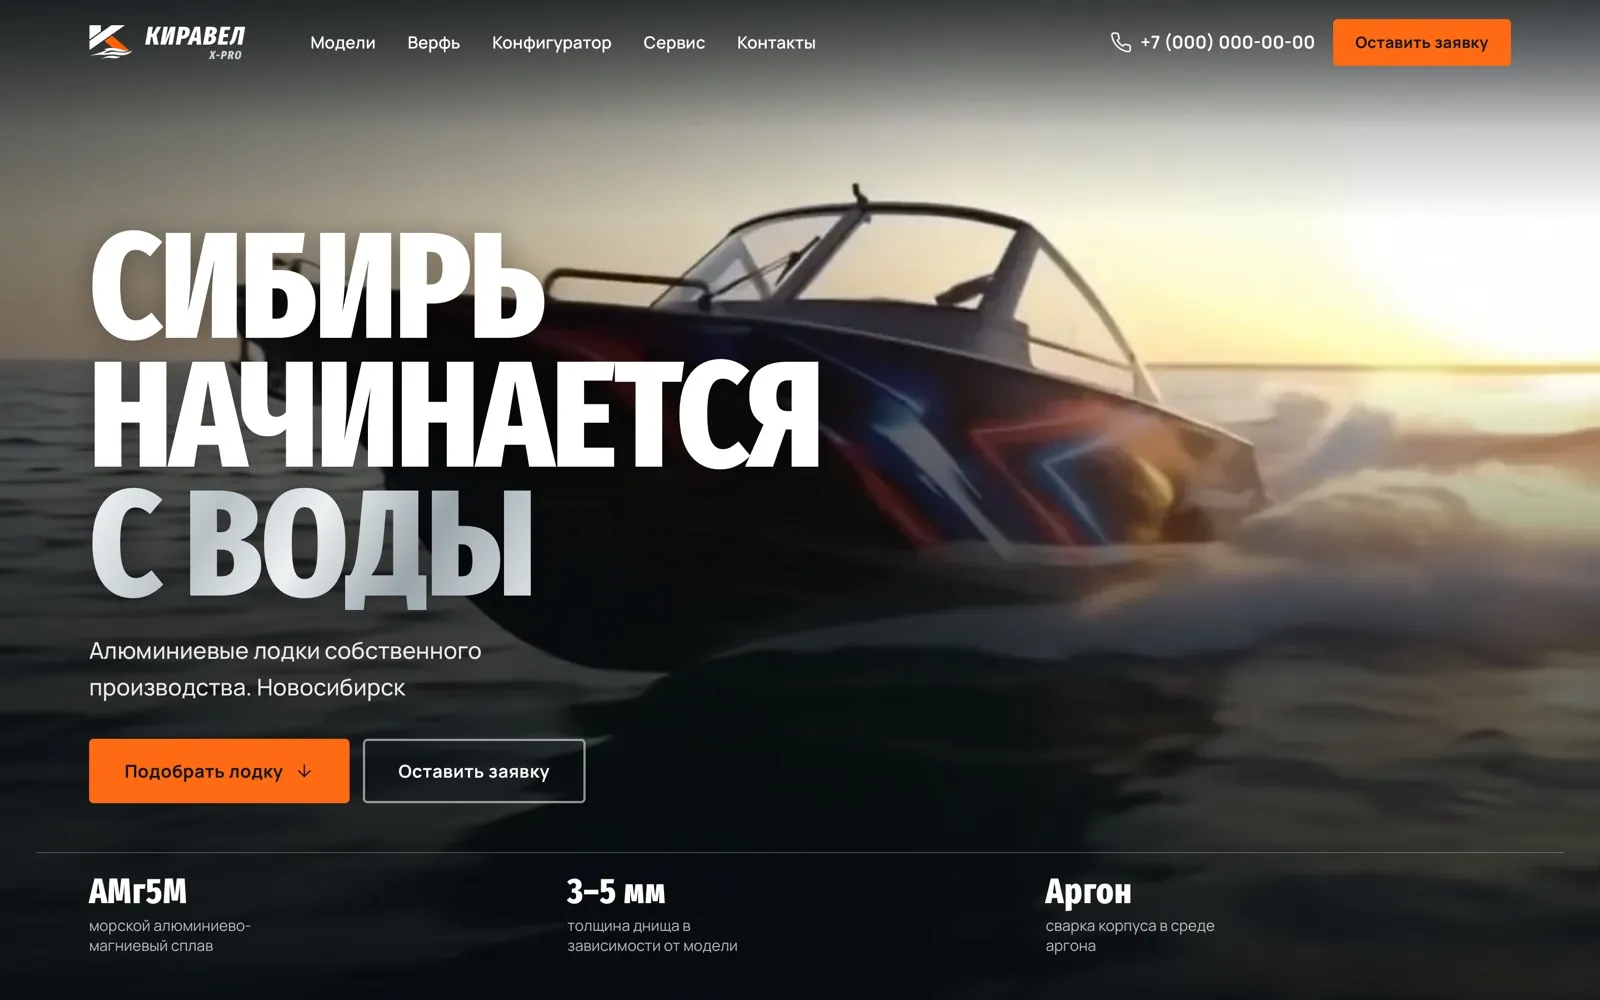 КИРАВЕЛ
X-PRO
Модели
Верфь
Конфигуратор
Сервис
Контакты
+7 (000) 000-00-00
Оставить заявку
СИБИРЬ
НАЧИНАЕТСЯ
С ВОДЫ
Алюминиевые лодки собственного
производства. Новосибирск
Подобрать лодку
Оставить заявку
АМг5М
морской алюминиево-
магниевый сплав
3–5 мм
толщина днища в
зависимости от модели
Аргон
сварка корпуса в среде
аргона